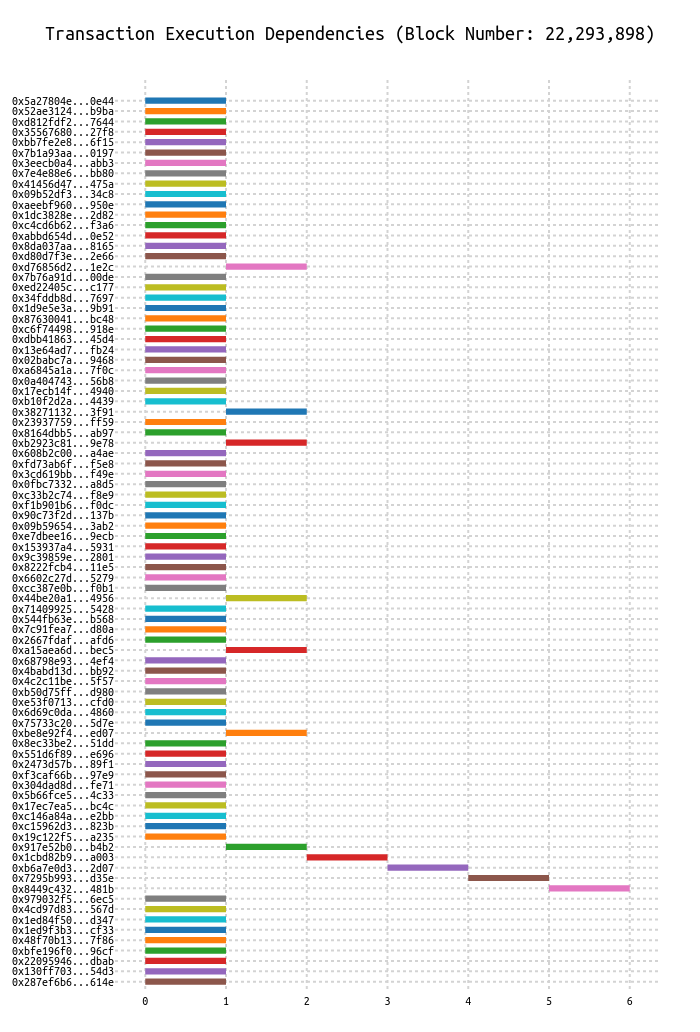 Transaction Execution Dependencies (Block Number: 22,293,898)
0x5a27804e...0e44
0x52ae3124...b9ba
0xd812fdf2...7644
0x35567680...27f8
0xbb7fe2e8...6f15
0x7b1a93aa...0197
0x3eecb0a4...abb3
0x7e4e88e6...bb80
0x41456d47...475a
0x09b52df3...34c8
0xaeebf960...950e
0x1dc3828e...2d82
0xc4cd6b62...f3a6
0xabbd654d...0e52
0x8da037aa...8165
0xd80d7f3e...2e66
0xd76856d2...1e2c
0x7b76a91d...00de
0xed22405c...c177
0x34fddb8d...7697
0x1d9e5e3a...9b91
0x87630041...bc48
0xc6f74498...918e
0xdbb41863...45d4
0x13e64ad7...fb24
0x02babc7a...9468
0xa6845a1a...7f0c
0x0a404743...56b8
0x17ecb14f...4940
0xb10f2d2a...4439
0x38271132...3f91
0x23937759...ff59
0x8164dbb5...ab97
0xb2923c81...9e78
0x608b2c00...a4ae
0xfd73ab6f...f5e8
0x3cd619bb...f49e
0x0fbc7332...a8d5
0xc33b2c74...f8e9
0xf1b901b6...f0dc
0x90c73f2d...137b
0x09b59654...3ab2
0xe7dbee16...9ecb
0x153937a4...5931
0x9c39859e...2801
0x8222fcb4...11e5
0x6602c27d...5279
0xcc387e0b...f0b1
0x44be20a1...4956
0x71409925...5428
0x544fb63e...b568
0x7c91fea7...d80a
0x2667fdaf...afd6
0xa15aea6d...bec5
0x68798e93...4ef4
0x4babd13d...bb92
0x4c2c11be...5f57
0xb50d75ff...d980
0xe53f0713...cfd0
0x6d69c0da...4860
0x75733c20...5d7e
0xbe8e92f4...ed07
0x8ec33be2...51dd
0x551d6f89...e696
0x2473d57b...89f1
0xf3caf66b...97e9
0x304dad8d...fe71
0x5b66fce5...4c33
0x17ec7ea5...bc4c
0xc146a84a...e2bb
0xc15962d3...823b
0x19c122f5...a235
0x917e52b0...b4b2
0x1cbd82b9...a003
0xb6a7e0d3...2d07
0x7295b993...d35e
0x8449c432...481b
0x979032f5...6ec5
0x4cd97d83...567d
0x1ed84f50...d347
0x1ed9f3b3...cf33
0x48f70b13...7f86
0xbfe196f0...96cf
0x22095946...dbab
0x130ff703...54d3
0x287ef6b6...614e
0 1 2 3 4 5 6